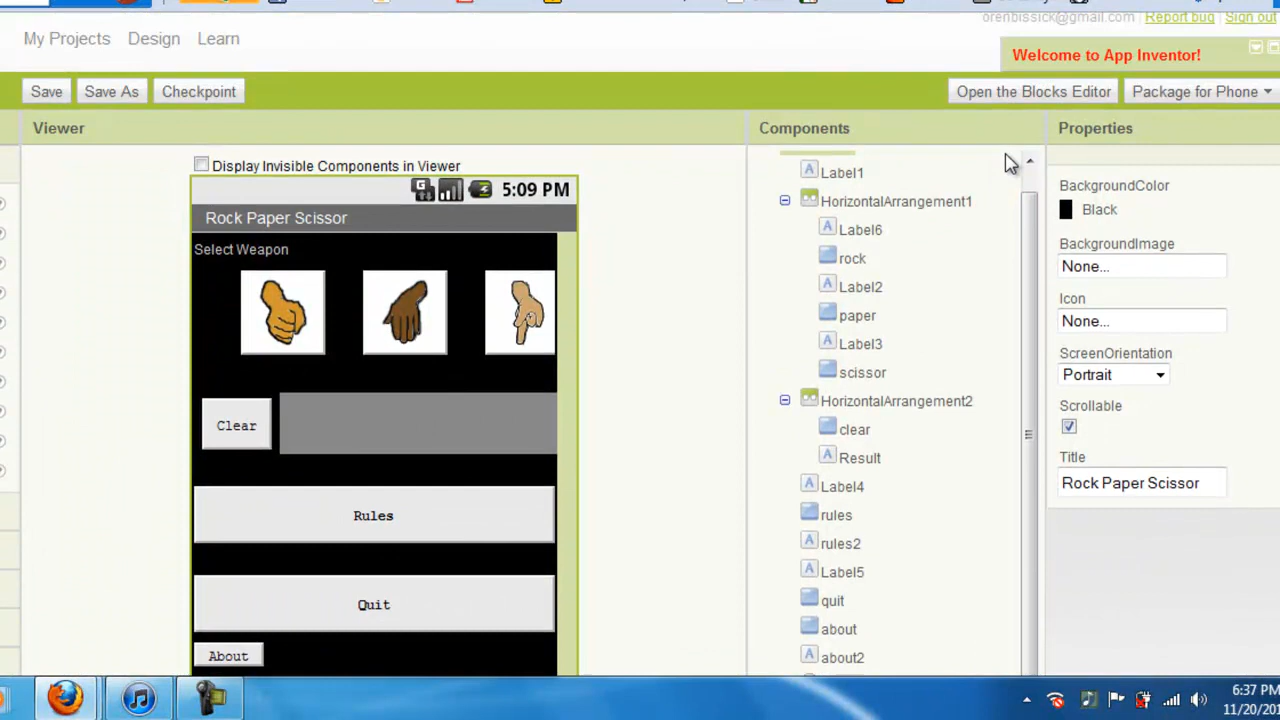 orenbissick@gmail.com | Report bug | Sign out
My Projects Design Learn
Welcome to App Inventor!
Save Save As Checkpoint Open the Blocks Editor Package for Phone
Viewer Components Properties
Display Invisible Components in Viewer
5:09 PM
Rock Paper Scissor
Select Weapon
Clear
Rules
Quit
About
Label1
HorizontalArrangement1
Label6
rock
Label2
paper
Label3
scissor
HorizontalArrangement2
clear
Result
Label4
rules
rules2
Label5
quit
about
about2
BackgroundColor
Black
BackgroundImage
None...
Icon
None...
ScreenOrientation
Portrait
Scrollable
Title
Rock Paper Scissor
6:37 PM